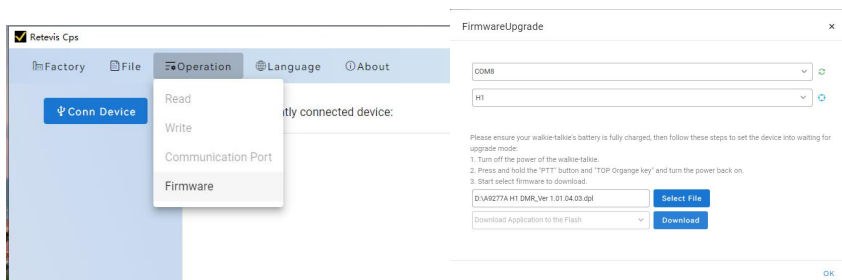 Retevis Cps
Factory File Operation Language About
Conn Device
ntly connected device:
Read
Write
Communication Port
Firmware
FirmwareUpgrade ×
COM8
H1
Please ensure your walkie-talkie's battery is fully charged, then follow these steps to set the device into waiting for
upgrade mode:
1. Turn off the power of the walkie-talkie.
2. Press and hold the "PTT" button and "TOP Organge key" and turn the power back on.
3. Start select firmware to download.
D:\A9277A H1 DMR_Ver 1.01.04.03.dpl Select File
Download Application to the Flash Download
OK